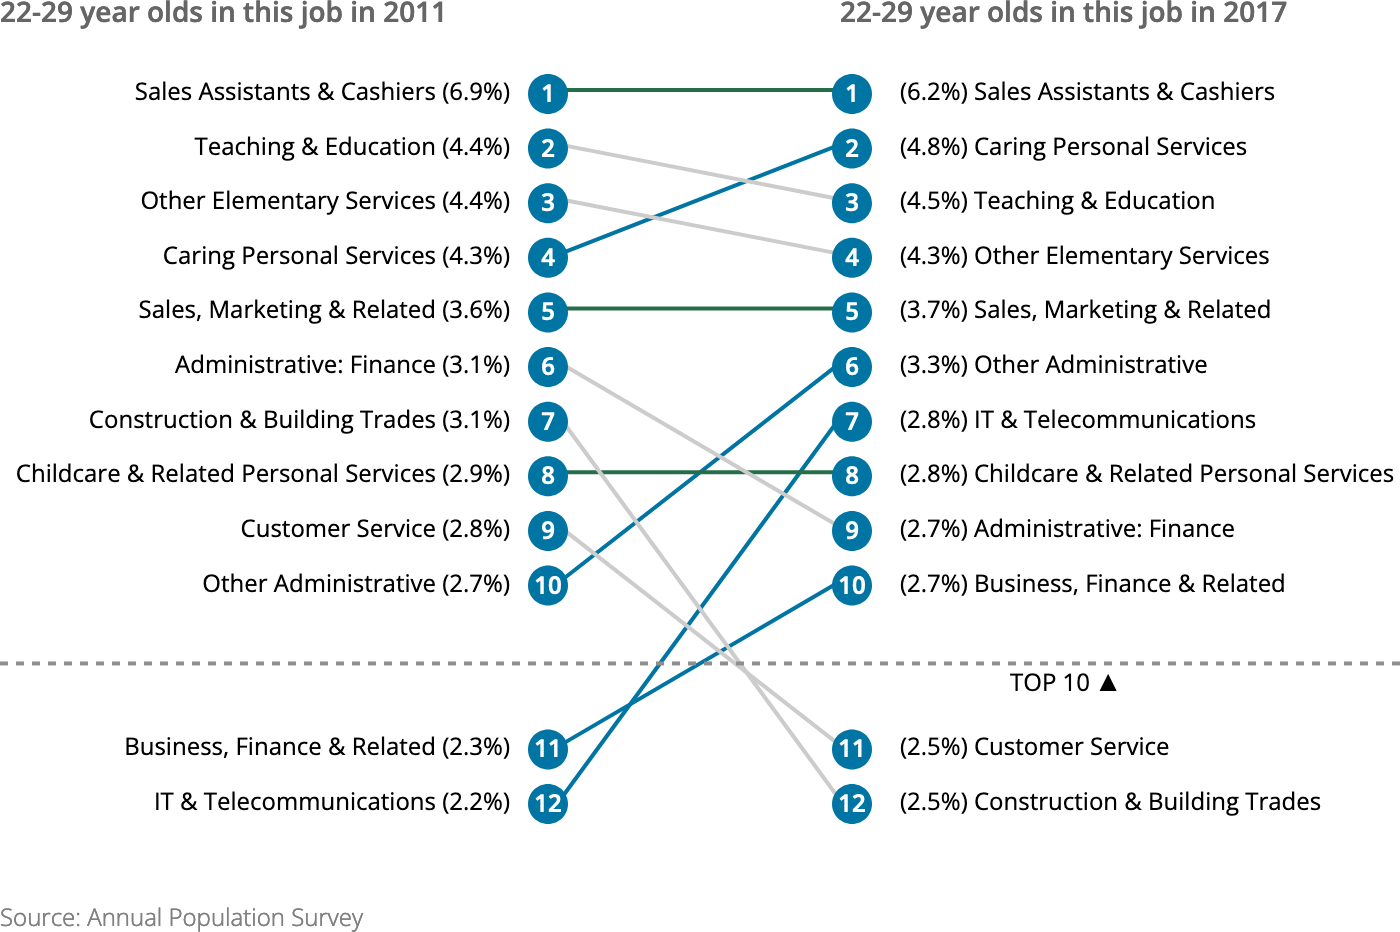 22-29 year olds in this job in 2011
22-29 year olds in this job in 2017
Sales Assistants & Cashiers (6.9%) 1 1 (6.2%) Sales Assistants & Cashiers
Teaching & Education (4.4%) 2 2 (4.8%) Caring Personal Services
Other Elementary Services (4.4%) 3 3 (4.5%) Teaching & Education
Caring Personal Services (4.3%) 4 4 (4.3%) Other Elementary Services
Sales, Marketing & Related (3.6%) 5 5 (3.7%) Sales, Marketing & Related
Administrative: Finance (3.1%) 6 6 (3.3%) Other Administrative
Construction & Building Trades (3.1%) 7 7 (2.8%) IT & Telecommunications
Childcare & Related Personal Services (2.9%) 8 8 (2.8%) Childcare & Related Personal Services
Customer Service (2.8%) 9 9 (2.7%) Administrative: Finance
Other Administrative (2.7%) 10 10 (2.7%) Business, Finance & Related
TOP 10 ▲
Business, Finance & Related (2.3%) 11 11 (2.5%) Customer Service
IT & Telecommunications (2.2%) 12 12 (2.5%) Construction & Building Trades
Source: Annual Population Survey